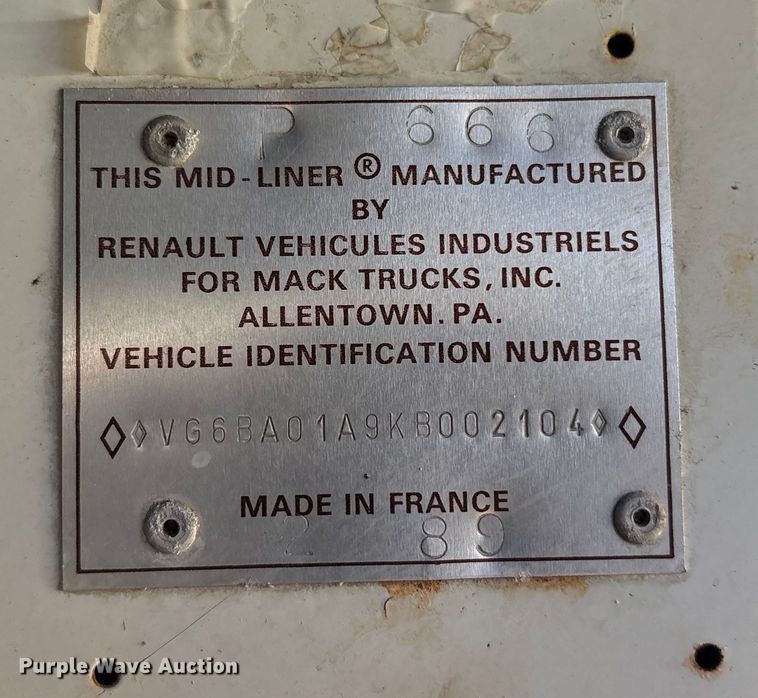 P 666
THIS MID-LINER ® MANUFACTURED
BY
RENAULT VEHICULES INDUSTRIELS
FOR MACK TRUCKS, INC.
ALLENTOWN. PA.
VEHICLE IDENTIFICATION NUMBER
◊◊VG6BA01A9KB002104◊◊
MADE IN FRANCE
2 89
Purple Wave Auction